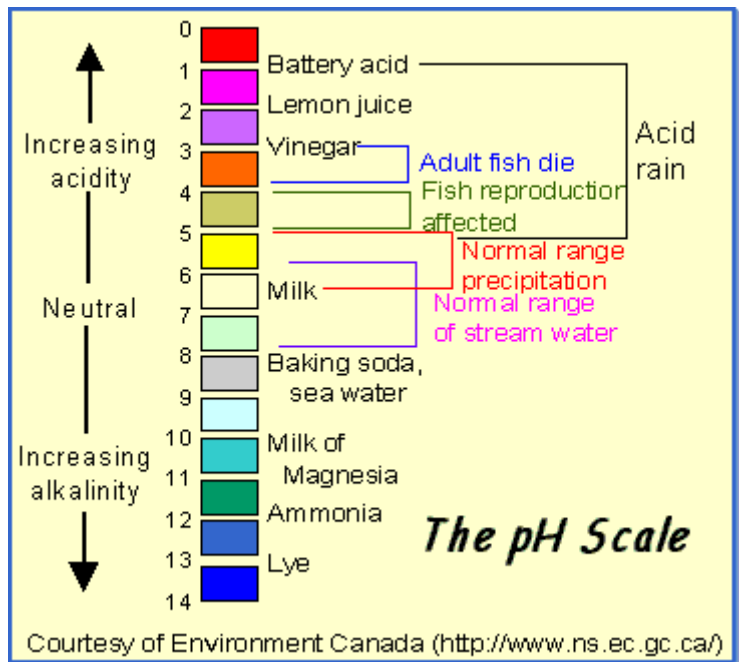 0
1
Battery acid
2
Lemon juice
Acid
rain
Increasing
acidity
3
Vinegar
Adult fish die
4
Fish reproduction
affected
5
Normal range
precipitation
6
Neutral
Milk
Normal range
of stream water
7
8
Baking soda,
sea water
9
10
Milk of
Magnesia
Increasing
alkalinity
11
Ammonia
12
The pH Scale
13
Lye
14
Courtesy of Environment Canada (http://www.ns.ec.gc.ca/)